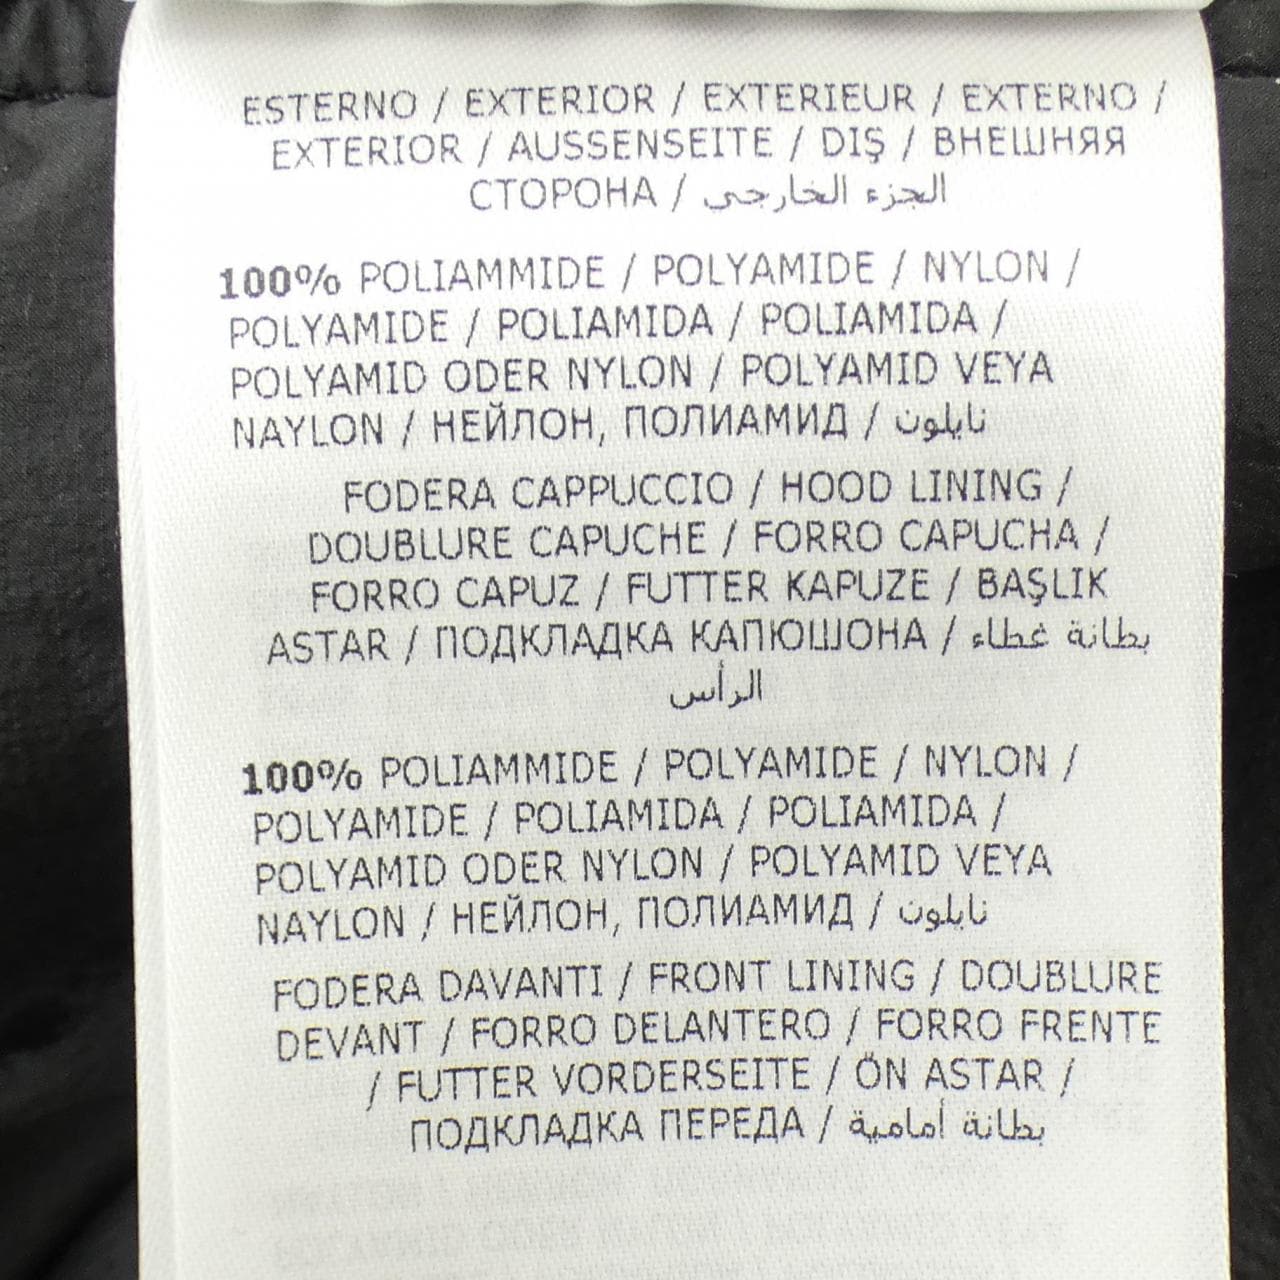 ESTERNO / EXTERIOR / EXTERIEUR / EXTERNO /
EXTERIOR / AUSSENSEITE / DIŞ / ВНЕШНЯЯ
СТОРОНА / الجزء الخارجي
100% POLIAMMIDE / POLYAMIDE / NYLON /
POLYAMIDE / POLIAMIDA / POLIAMIDA /
POLYAMID ODER NYLON / POLYAMID VEYA
NAYLON / НЕЙЛОН, ПОЛИАМИД / نايلون
FODERA CAPPUCCIO / HOOD LINING /
DOUBLURE CAPUCHE / FORRO CAPUCHA /
FORRO CAPUZ / FUTTER KAPUZE / BAŞLIK
ASTAR / ПОДКЛАДКА КАПЮШОНА / بطانة غطاء
الرأس
100% POLIAMMIDE / POLYAMIDE / NYLON /
POLYAMIDE / POLIAMIDA / POLIAMIDA /
POLYAMID ODER NYLON / POLYAMID VEYA
NAYLON / НЕЙЛОН, ПОЛИАМИД / نايلون
FODERA DAVANTI / FRONT LINING / DOUBLURE
DEVANT / FORRO DELANTERO / FORRO FRENTE
/ FUTTER VORDERSEITE / ÖN ASTAR /
ПОДКЛАДКА ПЕРЕДА / بطانة أمامية